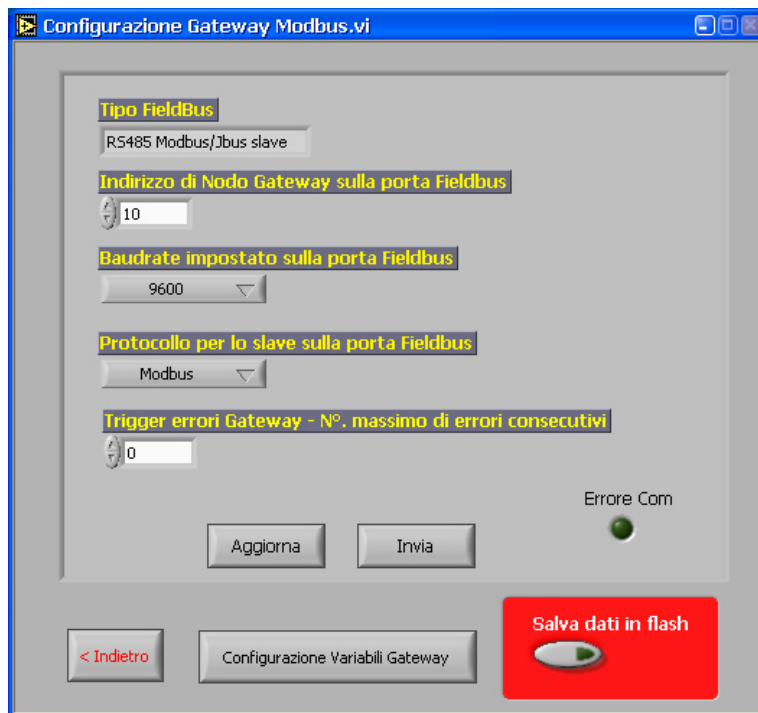 Configurazione Gateway Modbus.vi
Tipo FieldBus
RS485 Modbus/Jbus slave
Indirizzo di Nodo Gateway sulla porta Fieldbus
10
Baudrate impostato sulla porta Fieldbus
9600
Protocollo per lo slave sulla porta Fieldbus
Modbus
Trigger errori Gateway - N°. massimo di errori consecutivi
0
Errore Com
Aggiorna
Invia
Salva dati in flash
< Indietro
Configurazione Variabili Gateway